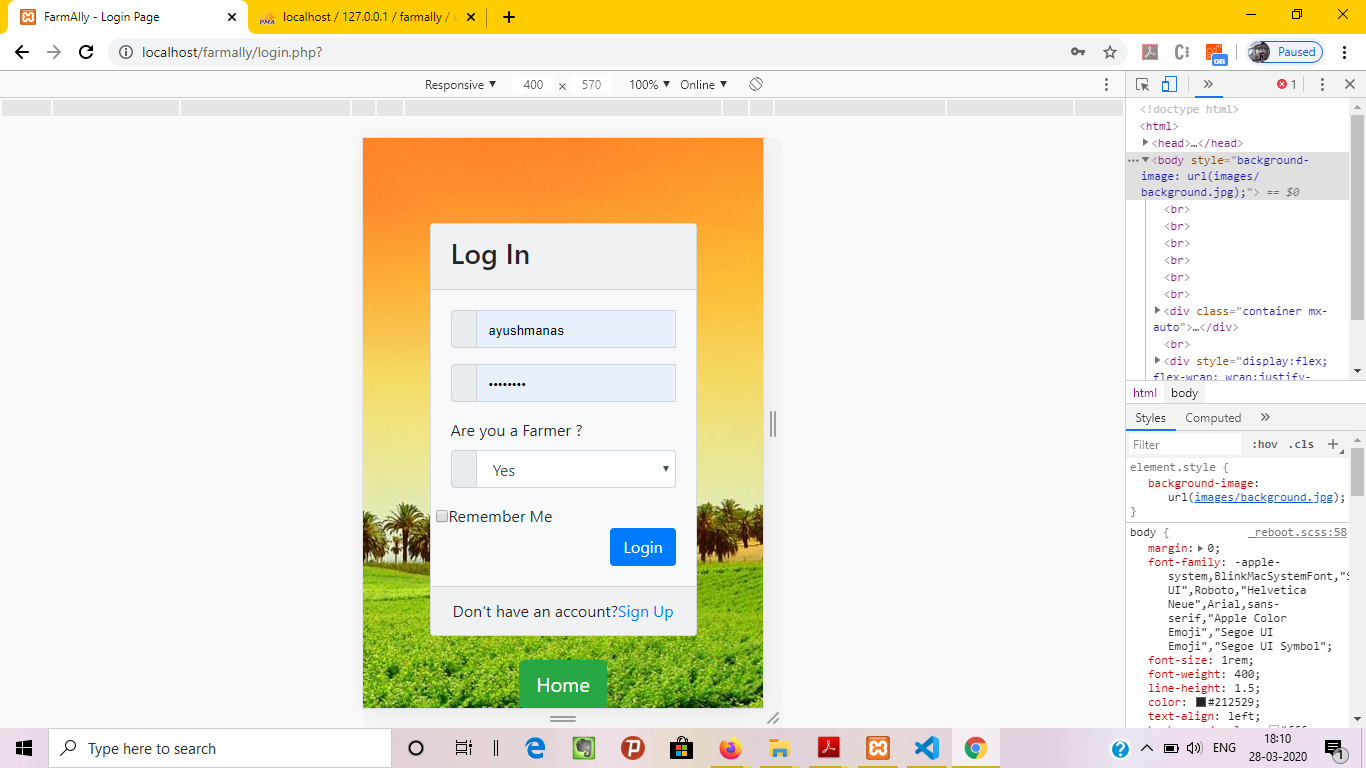 FarmAlly - Login Page
localhost / 127.0.0.1 / farmally /
localhost/farmally/login.php?
on
Paused
Responsive 400 × 570 100% Online
1
<!doctype html>
<html>
<head>…</head>
<body style="background-
image: url(images/
background.jpg);"> == $0
<br>
<br>
<br>
<br>
<br>
<br>
<div class="container mx-
auto">…</div>
<br>
<div style="display:flex;
flex-wrap: wrap;justify-
html body
Styles Computed
Filter :hov .cls
element.style {
background-image:
url(images/background.jpg);
}
body { _reboot.scss:58
margin: 0;
font-family: -apple-
system,BlinkMacSystemFont,"S
UI",Roboto,"Helvetica
Neue",Arial,sans-
serif,"Apple Color
Emoji","Segoe UI
Emoji","Segoe UI Symbol";
font-size: 1rem;
font-weight: 400;
line-height: 1.5;
color: #212529;
text-align: left;
Log In
ayushmanas
••••••••
Are you a Farmer ?
Yes
Remember Me
Login
Don't have an account?Sign Up
Home
Type here to search
ENG
18:10
28-03-2020
1